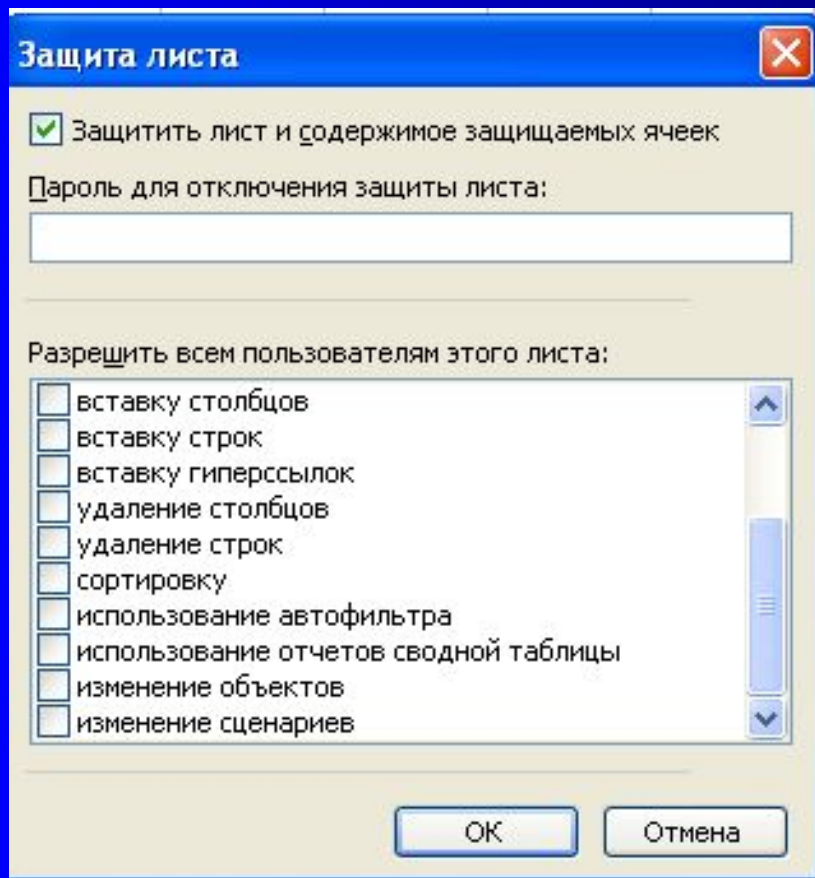 Защита листа
Защитить лист и содержимое защищаемых ячеек
Пароль для отключения защиты листа:
Разрешить всем пользователям этого листа:
вставку столбцов
вставку строк
вставку гиперссылок
удаление столбцов
удаление строк
сортировку
использование автофильтра
использование отчетов сводной таблицы
изменение объектов
изменение сценариев
ОК Отмена